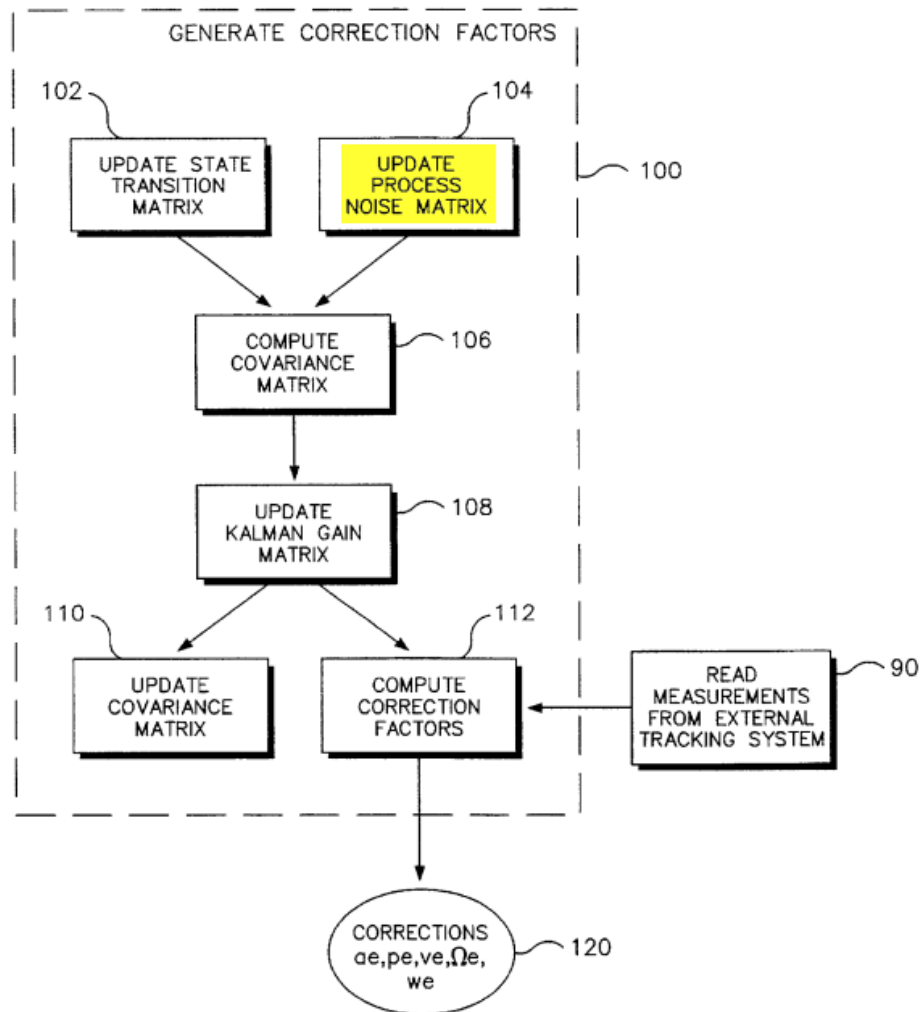 GENERATE CORRECTION FACTORS
102
104
UPDATE STATE
TRANSITION
MATRIX
UPDATE
PROCESS
NOISE MATRIX
100
COMPUTE
COVARIANCE
MATRIX
106
UPDATE
KALMAN GAIN
MATRIX
108
110
112
UPDATE
COVARIANCE
MATRIX
COMPUTE
CORRECTION
FACTORS
READ
MEASUREMENTS
FROM EXTERNAL
TRACKING SYSTEM
90
CORRECTIONS
ae,pe,ve,Ωe,
we
120